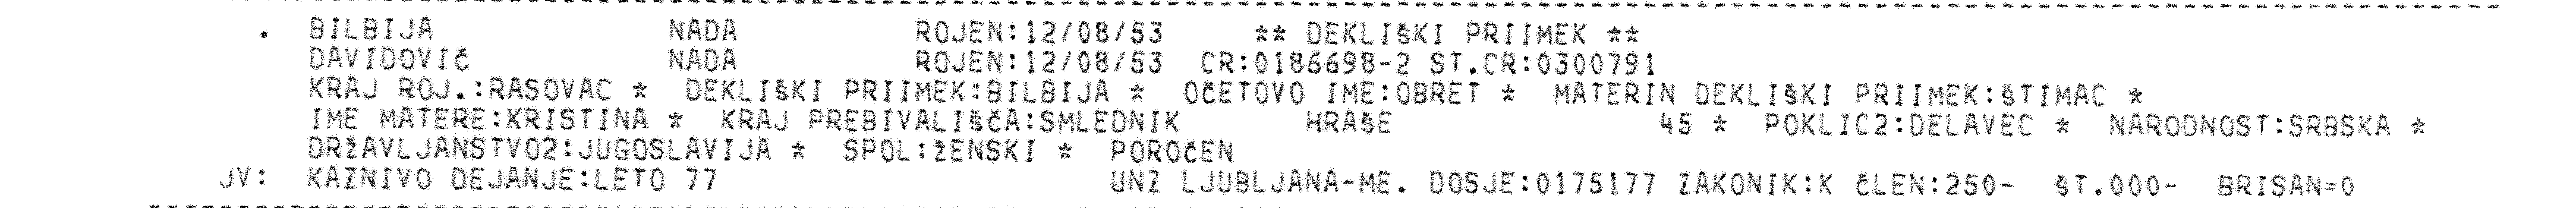 . BILBIJA NADA ROJEN:12/08/53 ** DEKLIŠKI PRIIMEK **
DAVIDOVIČ NADA ROJEN:12/08/53 CR:0186698-2 ST.CR:0300791
KRAJ ROJ.:RASOVAC * DEKLIŠKI PRIIMEK:BILBIJA * OČETOVO IME:OBRET * MATERIN DEKLIŠKI PRIIMEK:ŠTIMAC *
IME MATERE:KRISTINA * KRAJ PREBIVALIŠČA:SMLEDNIK HRAŠE 45 * POKLIC2:DELAVEC * NARODNOST:SRBSKA *
DRŽAVLJANSTVO2:JUGOSLAVIJA * SPOL:ŽENSKI * POROČEN
JV: KAZNIVO DEJANJE:LETO 77 UNZ LJUBLJANA-ME. DOSJE:0175177 ZAKONIK:K ČLEN:250- ŠT.000- BRISAN=0